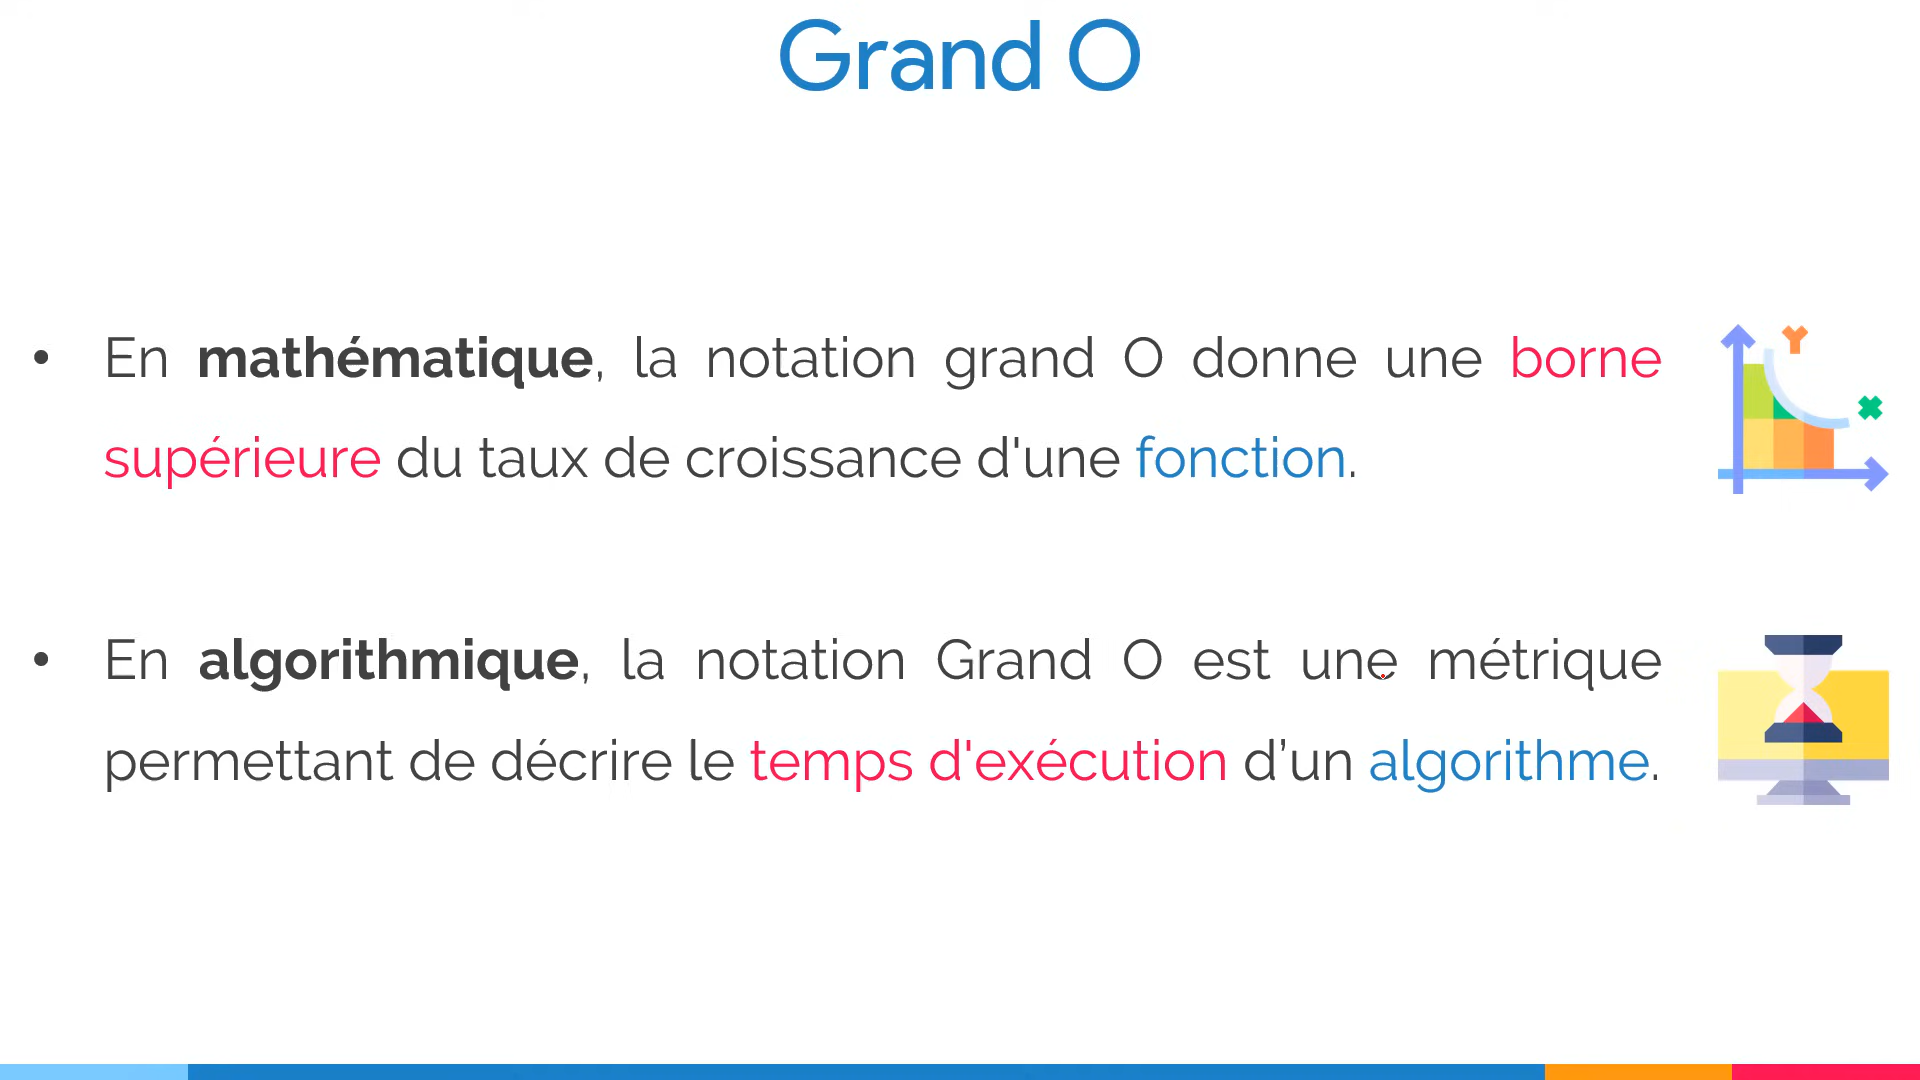 Grand O
• En mathématique, la notation grand O donne une borne
supérieure du taux de croissance d'une fonction.
• En algorithmique, la notation Grand O est une métrique
permettant de décrire le temps d'exécution d’un algorithme.